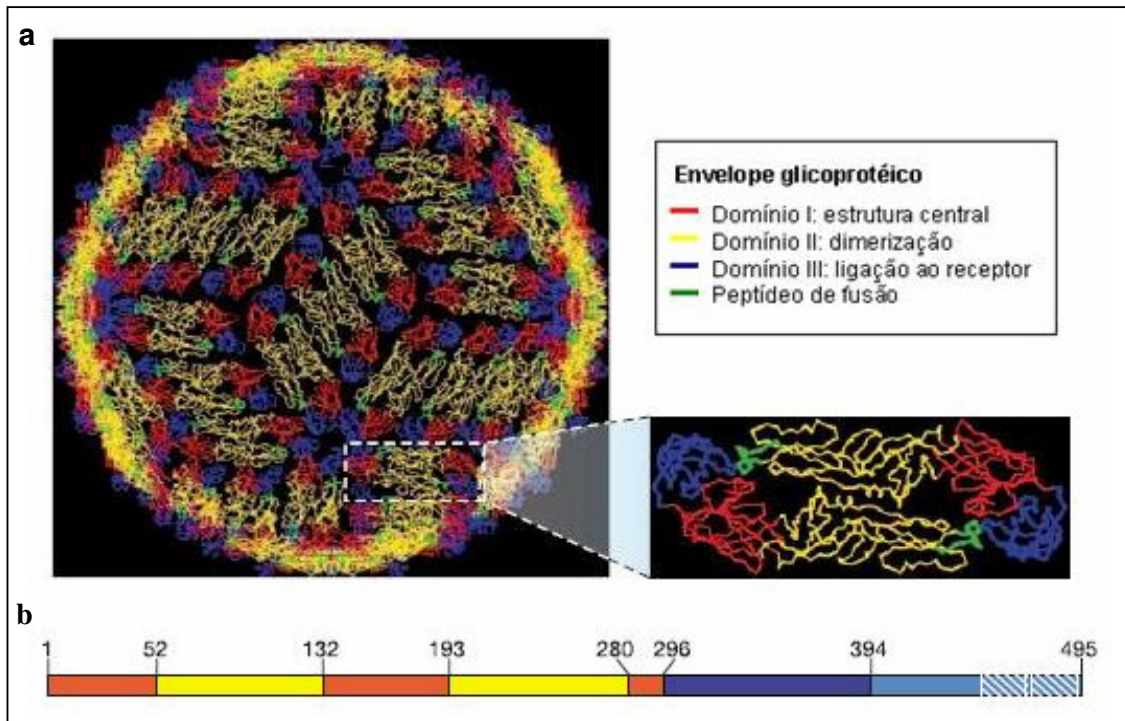 a
Envelope glicoprotéico
Domínio I: estrutura central
Domínio II: dimerização
Domínio III: ligação ao receptor
Peptídeo de fusão
b
1 52 132 193 280 296 394 495